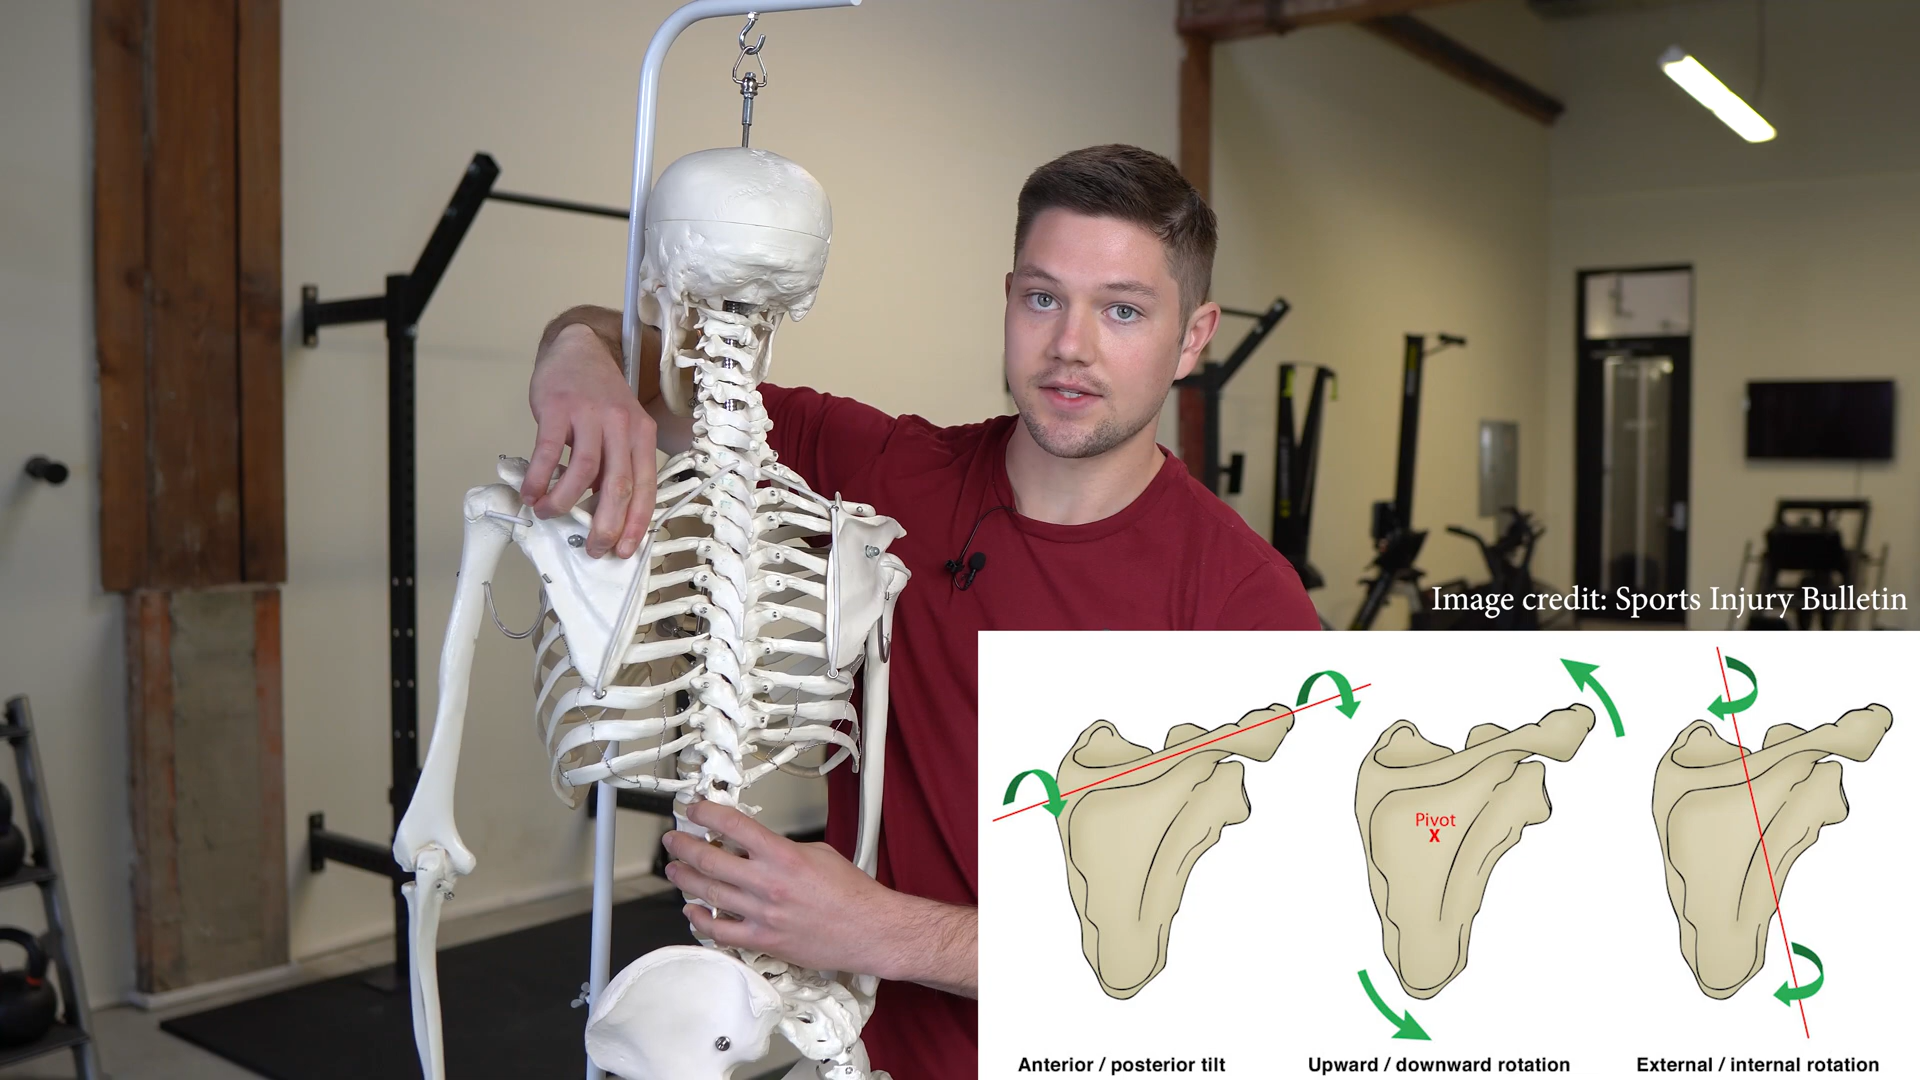 Image credit: Sports Injury Bulletin
Pivot
X
Anterior / posterior tilt
Upward / downward rotation
External / internal rotation